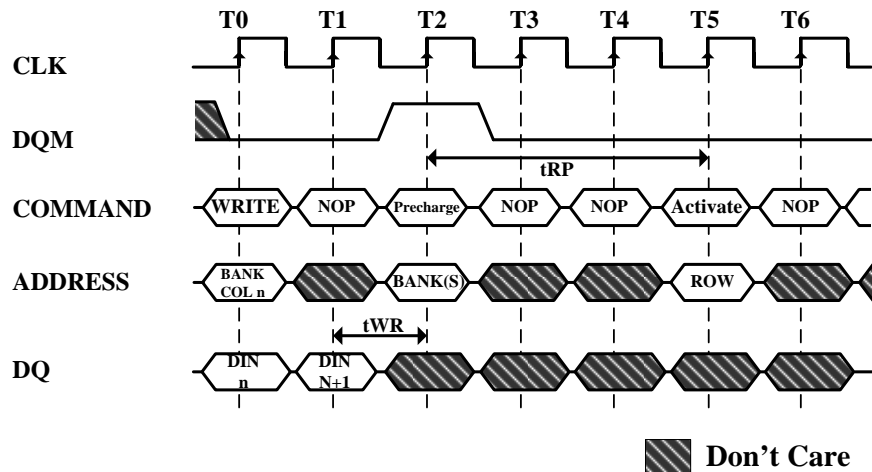 T0 T1 T2 T3 T4 T5 T6
CLK
DQM
tRP
COMMAND WRITE NOP Precharge NOP NOP Activate NOP
ADDRESS BANK COL n BANK(S) ROW
tWR
DQ DIN n DIN N+1
Don't Care